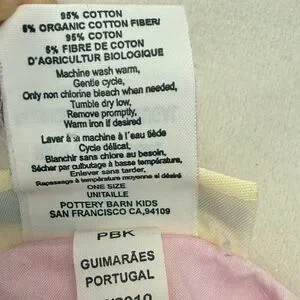 95% COTTON
5% ORGANIC COTTON FIBER/
95% COTON
5% FIBRE DE COTON
D'AGRICULTUR BIOLOGIQUE
Machine wash warm,
Gentle cycle,
Only non chlorine bleach when needed,
Tumble dry low,
Remove promptly,
Warm iron if desired
Laver à sa machine à l'eau tiède
Cycle délicat,
Blanchir sans chlore au besoin,
Sécher par culbutage à basse température,
Enlever sans tarder,
Repassage à température moyenne si désiré
ONE SIZE
UNITAILLE
POTTERY BARN KIDS
SAN FRANCISCO CA,94109
PBK
GUIMARÃES
PORTUGAL